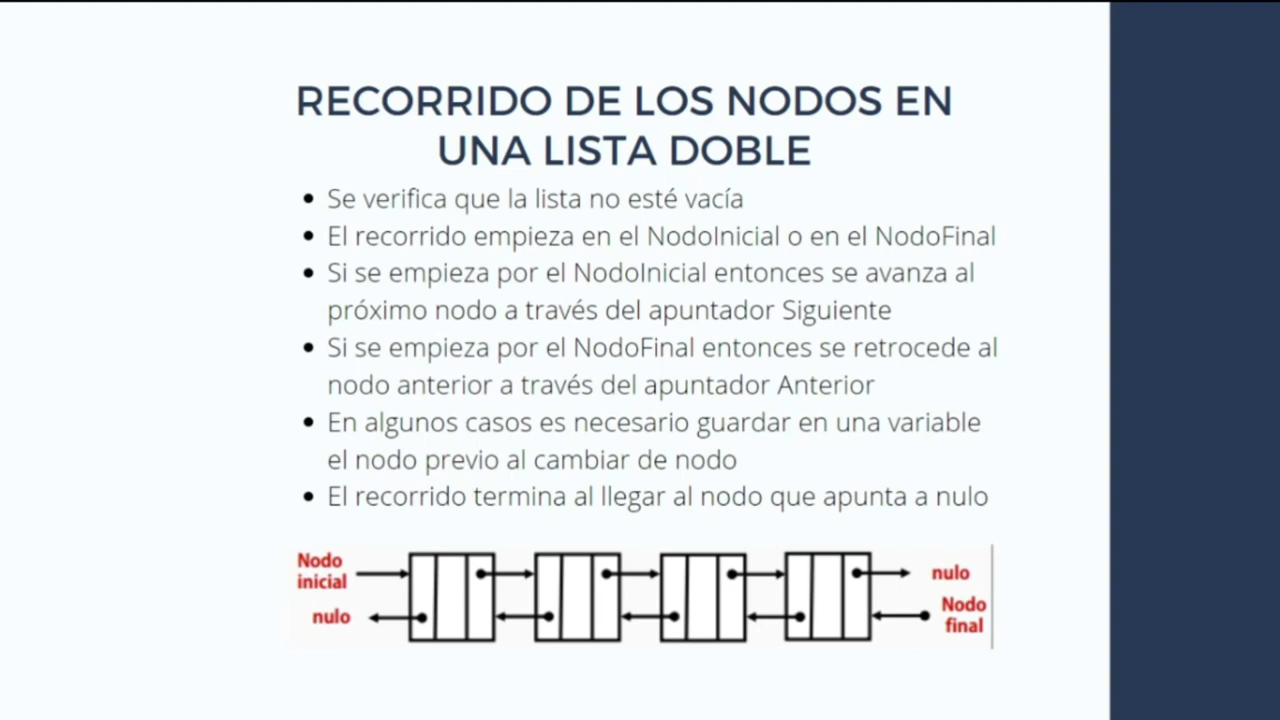 RECORRIDO DE LOS NODOS EN
UNA LISTA DOBLE
• Se verifica que la lista no esté vacía
• El recorrido empieza en el NodoInicial o en el NodoFinal
• Si se empieza por el NodoInicial entonces se avanza al
próximo nodo a través del apuntador Siguiente
• Si se empieza por el NodoFinal entonces se retrocede al
nodo anterior a través del apuntador Anterior
• En algunos casos es necesario guardar en una variable
el nodo previo al cambiar de nodo
• El recorrido termina al llegar al nodo que apunta a nulo
Nodo
inicial
nulo
nulo
Nodo
final